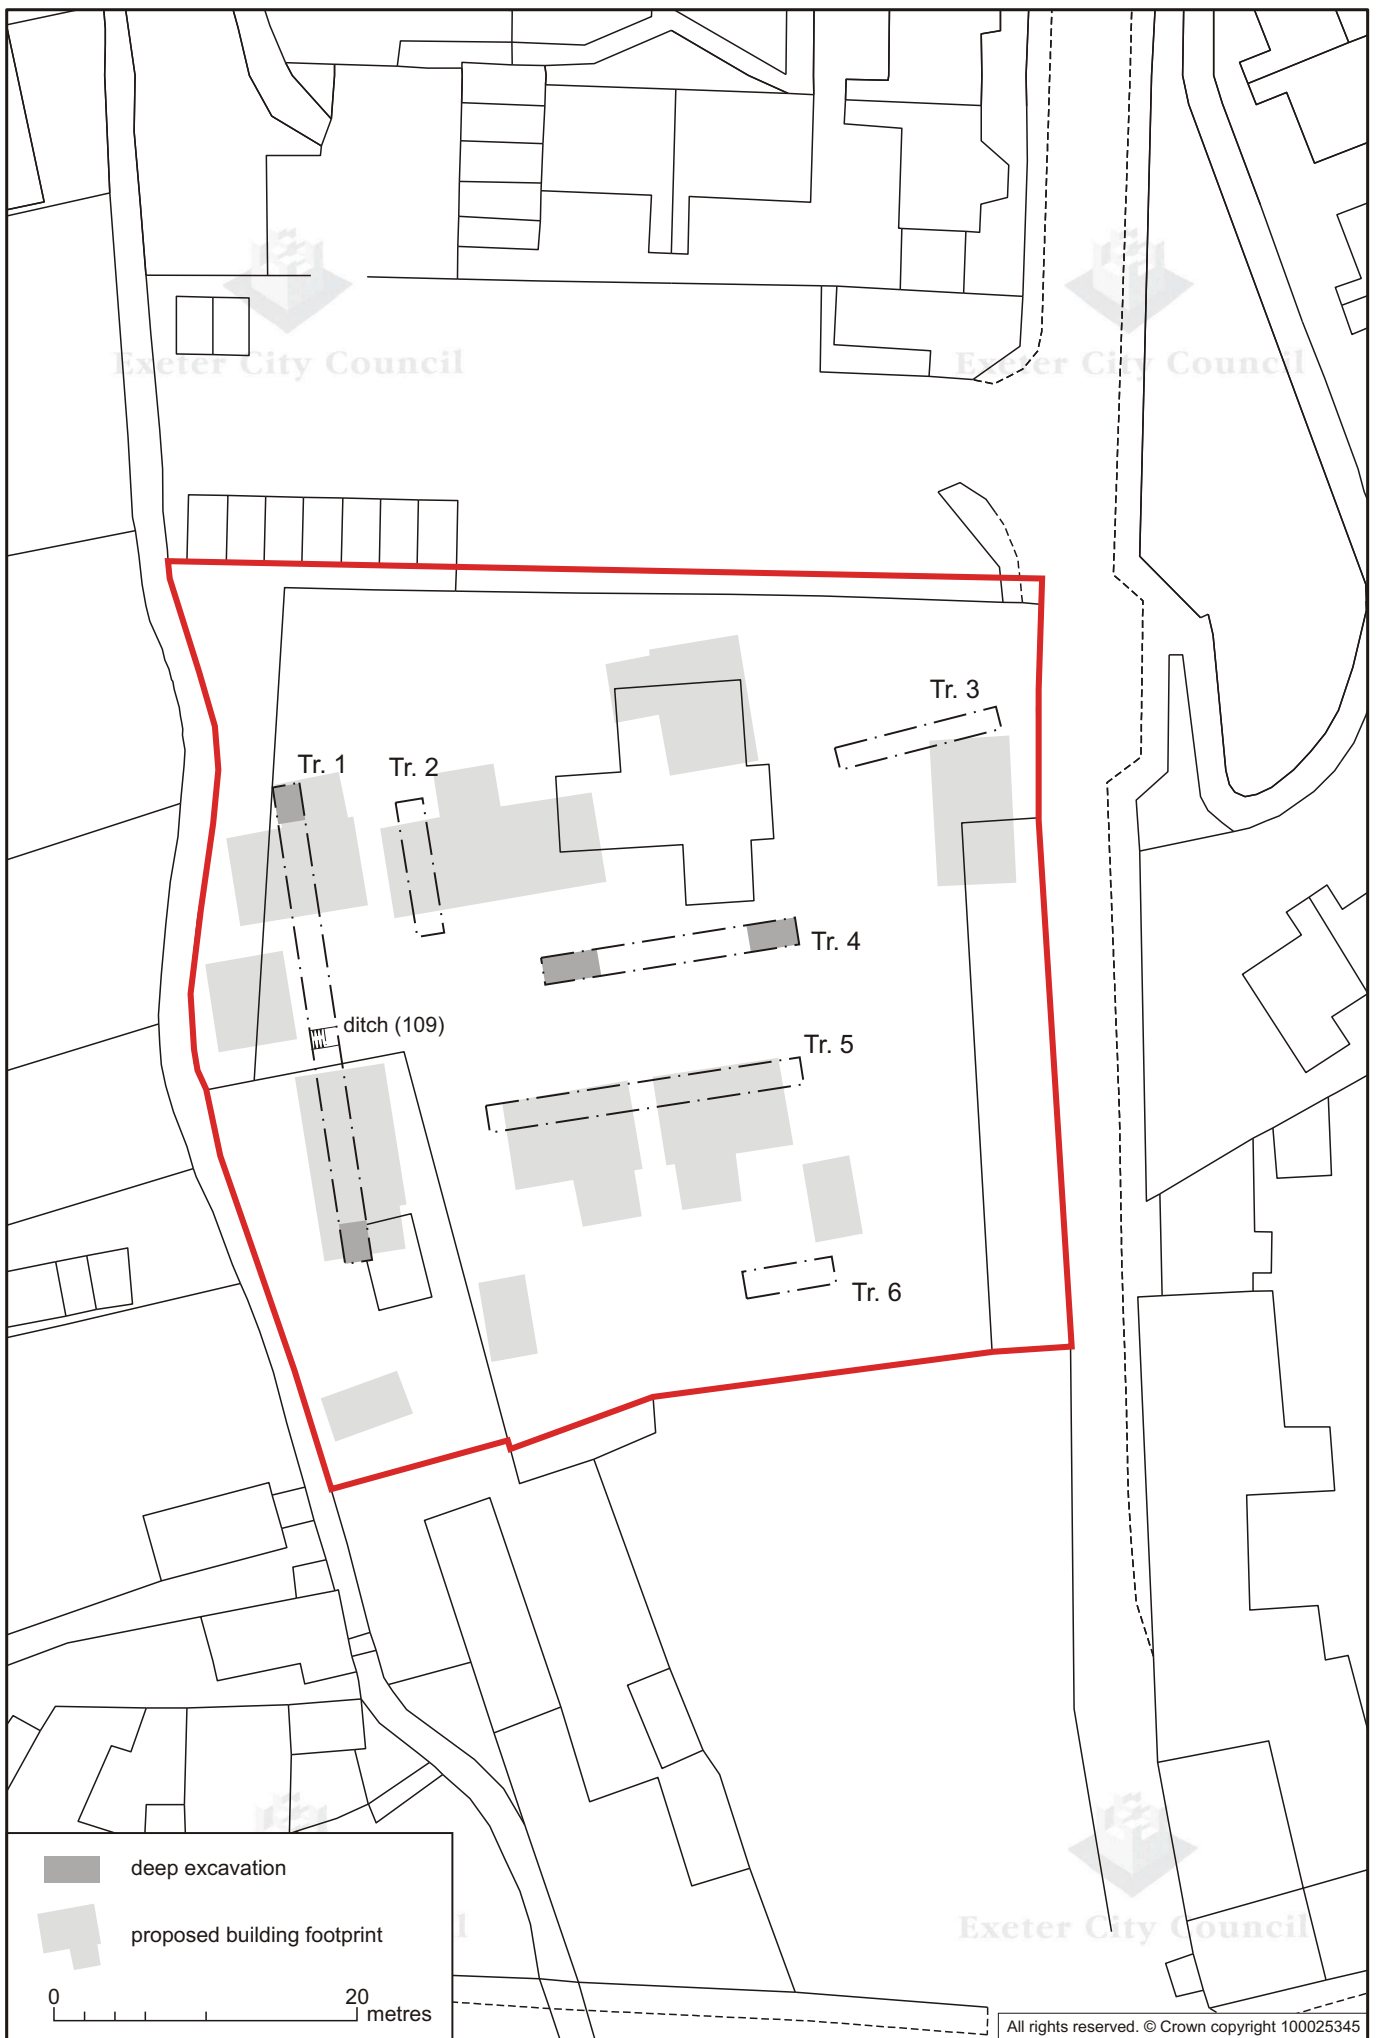 Exeter City Council
Exeter City Council
Tr. 3
Tr. 1
Tr. 2
Tr. 4
ditch (109)
Tr. 5
Tr. 6
deep excavation
proposed building footprint
Exeter City Council
0 20
metres
All rights reserved. © Crown copyright 100025345